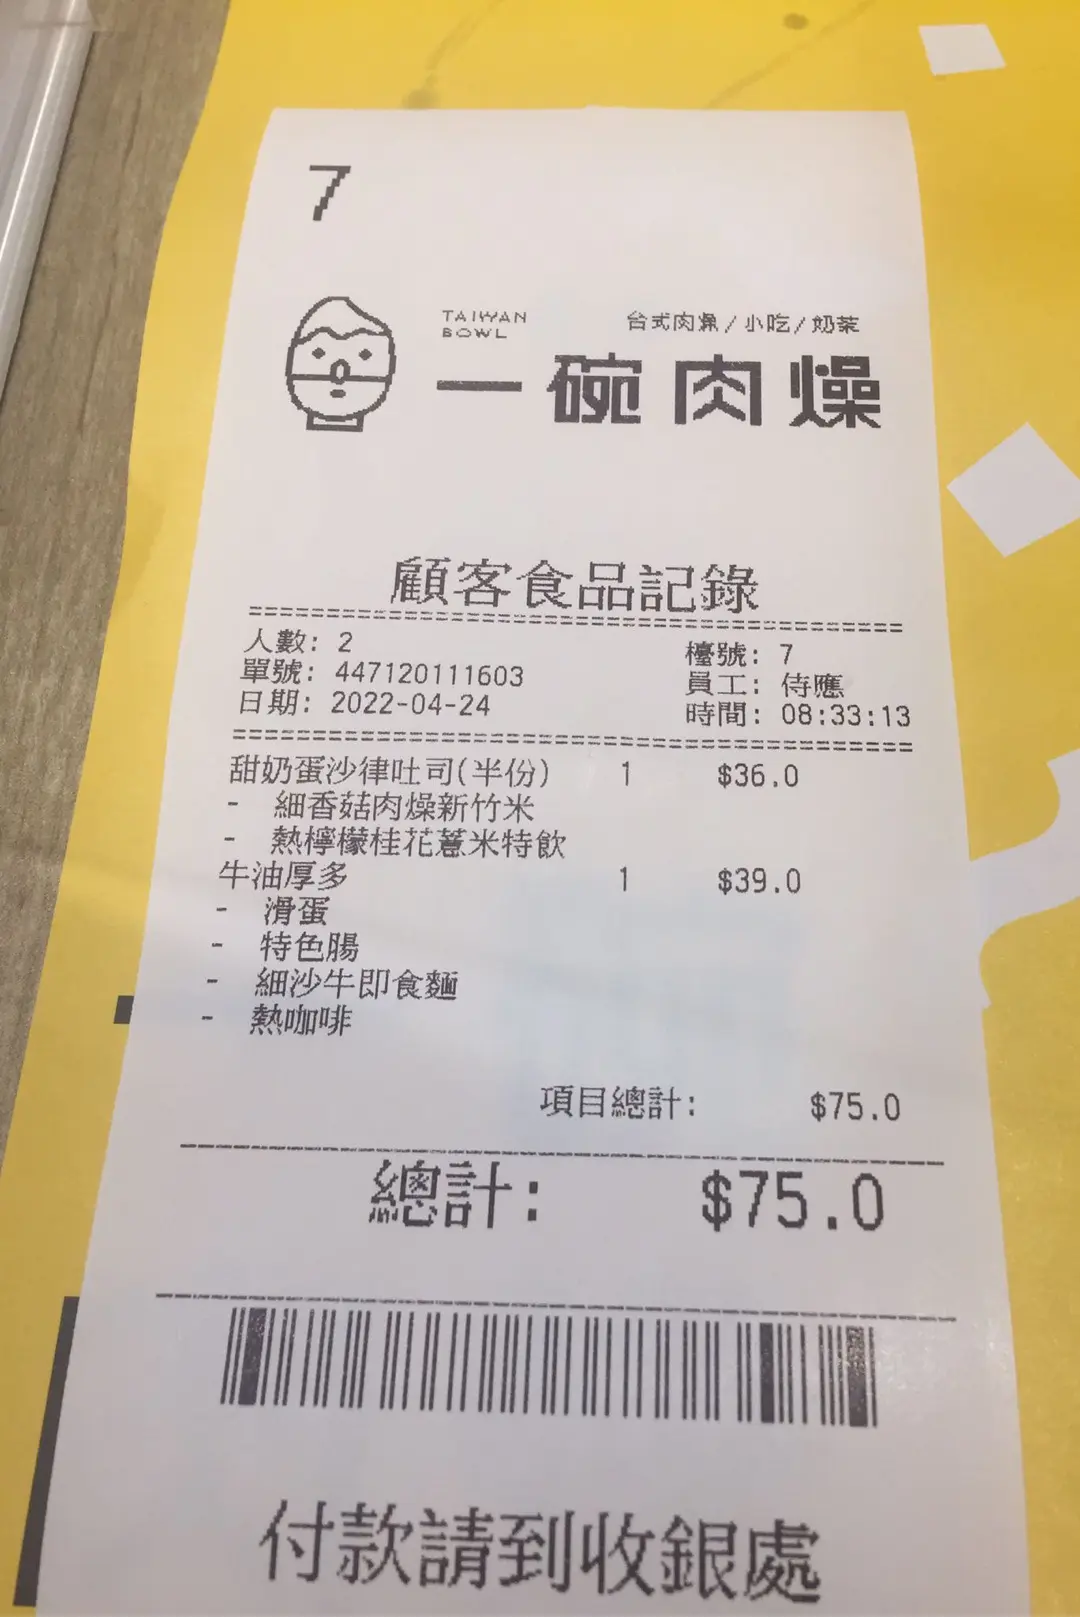 7
TAIWAN
BOWL
台式肉燥/小吃/奶茶
一碗肉燥
顧客食品記錄
人數: 2
檯號: 7
單號: 447120111603
員工: 侍應
日期: 2022-04-24
時間: 08:33:13
甜奶蛋沙律吐司(半份) 1 $36.0
- 細香菇肉燥新竹米
- 熱檸檬桂花薏米特飲
牛油厚多 1 $39.0
- 滑蛋
- 特色腸
- 細沙牛即食麵
- 熱咖啡
項目總計: $75.0
總計: $75.0
付款請到收銀處